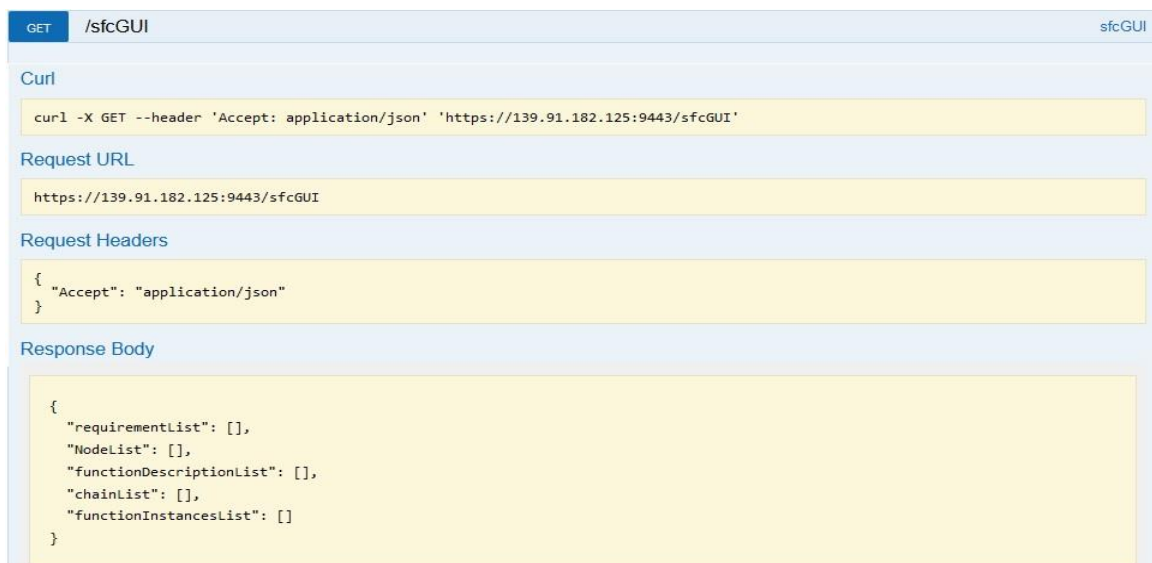 GET /sfcGUI sfcGUI
Curl
curl -X GET --header 'Accept: application/json' 'https://139.91.182.125:9443/sfcGUI'
Request URL
https://139.91.182.125:9443/sfcGUI
Request Headers
{
"Accept": "application/json"
}
Response Body
{
"requirementList": [],
"NodeList": [],
"functionDescriptionList": [],
"chainList": [],
"functionInstancesList": []
}